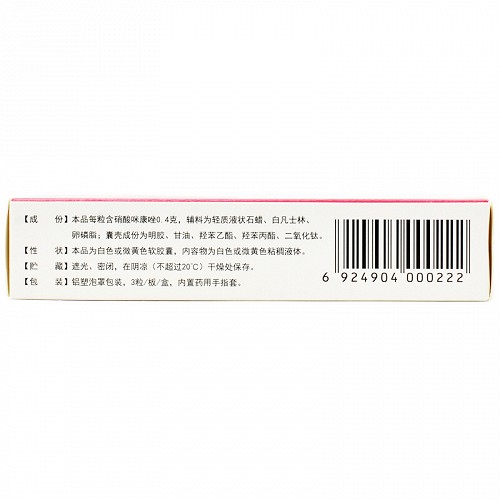 【成 份】本品每粒含硝酸咪康唑0.4克，辅料为轻质液状石蜡、白凡士林、
卵磷脂；囊壳成份为明胶、甘油、羟苯乙酯、羟苯丙酯、二氧化钛。
【性 状】本品为白色或微黄色软胶囊，内容物为白色或微黄色粘稠液体。
【贮 藏】遮光、密闭，在阴凉（不超过20℃）干燥处保存。
【包 装】铝塑泡罩包装，3粒/板/盒，内置药用手指套。
6 924904 000222